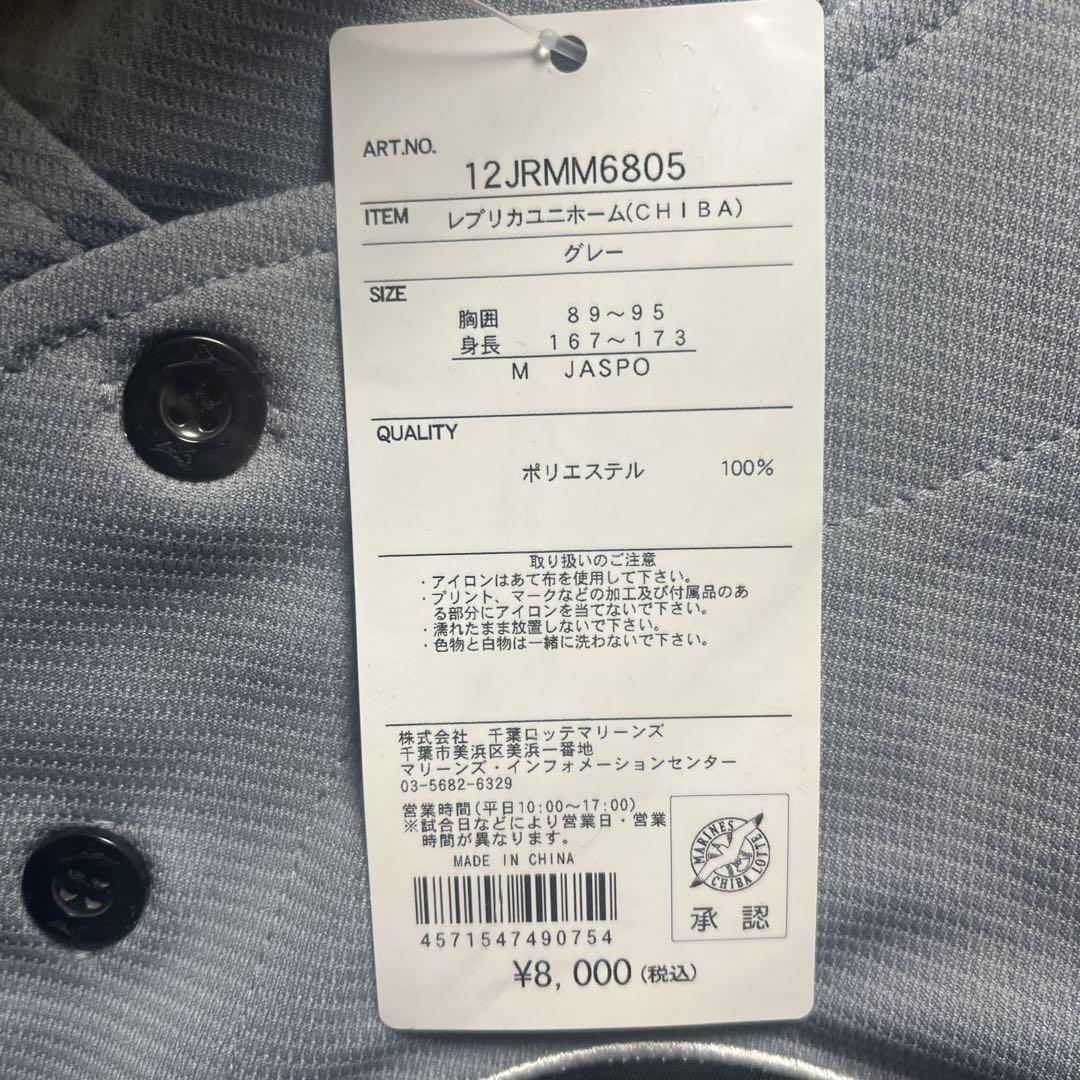 ART.NO.
12JRMM6805
ITEM レプリカユニホーム(CHIBA)
グレー
SIZE
胸囲 89～95
身長 167～173
M JASPO
QUALITY
ポリエステル 100%
取り扱いのご注意
・アイロンはあて布を使用して下さい。
・プリント、マークなどの加工及び付属品のあ
る部分にアイロンを当てないで下さい。
・濡れたまま放置しないで下さい。
・色物と白物は一緒に洗わないで下さい。
株式会社 千葉ロッテマリーンズ
千葉市美浜区美浜一番地
マリーンズ・インフォメーションセンター
03-5682-6329
営業時間(平日10:00～17:00)
※試合日などにより営業日・営業
時間が異なります。
MADE IN CHINA
4571547490754
¥8,000(税込)
MARINES
CHIBA LOTTE
承認